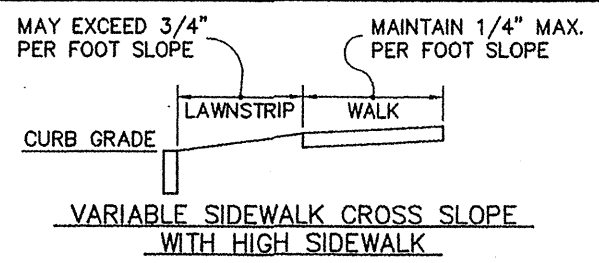 MAY EXCEED 3/4"
PER FOOT SLOPE
MAINTAIN 1/4" MAX.
PER FOOT SLOPE
LAWNSTRIP
WALK
CURB GRADE
VARIABLE SIDEWALK CROSS SLOPE
WITH HIGH SIDEWALK